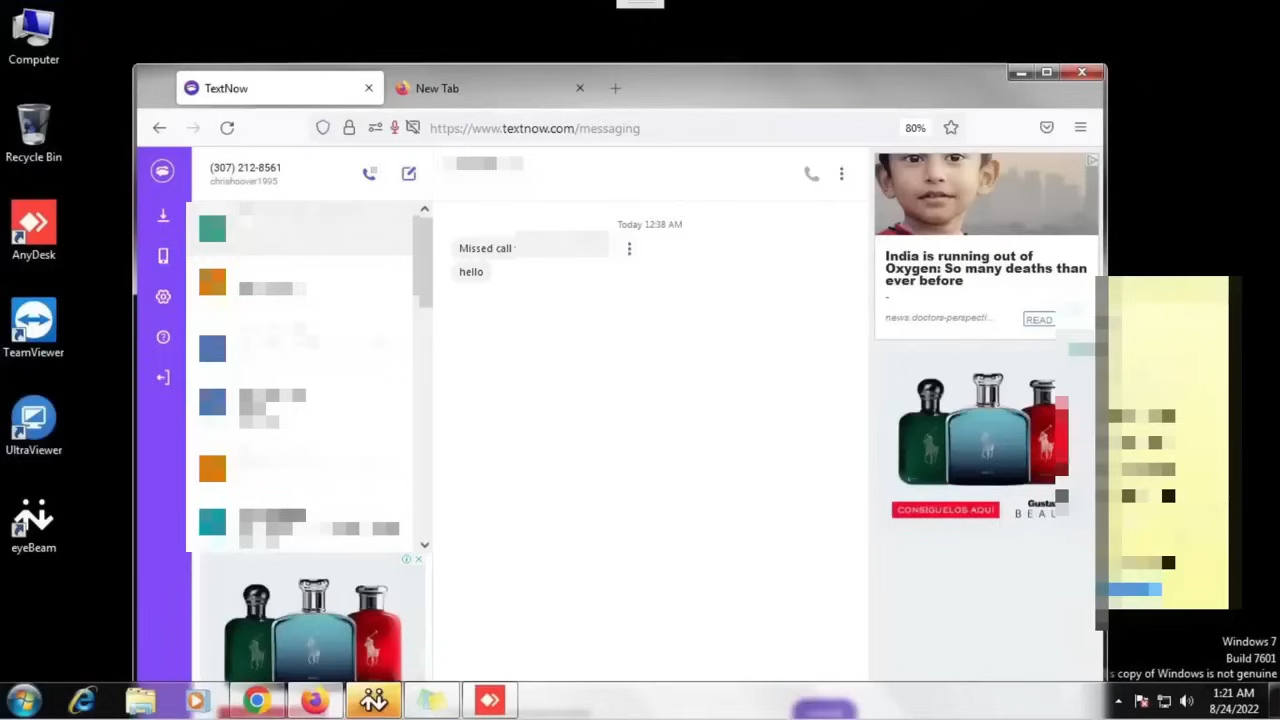 Computer
Recycle Bin
AnyDesk
TeamViewer
UltraViewer
eyeBeam
TextNow
New Tab
https://www.textnow.com/messaging
80%
(307) 212-8561
chrishoover1995
Today 12:38 AM
Missed call
hello
India is running out of
Oxygen: So many deaths than
ever before
-
news.doctors-perspecti...
READ
CONSIGUELOS AQUÍ
BEAU
Windows 7
Build 7601
s copy of Windows is not genuine
1:21 AM
8/24/2022